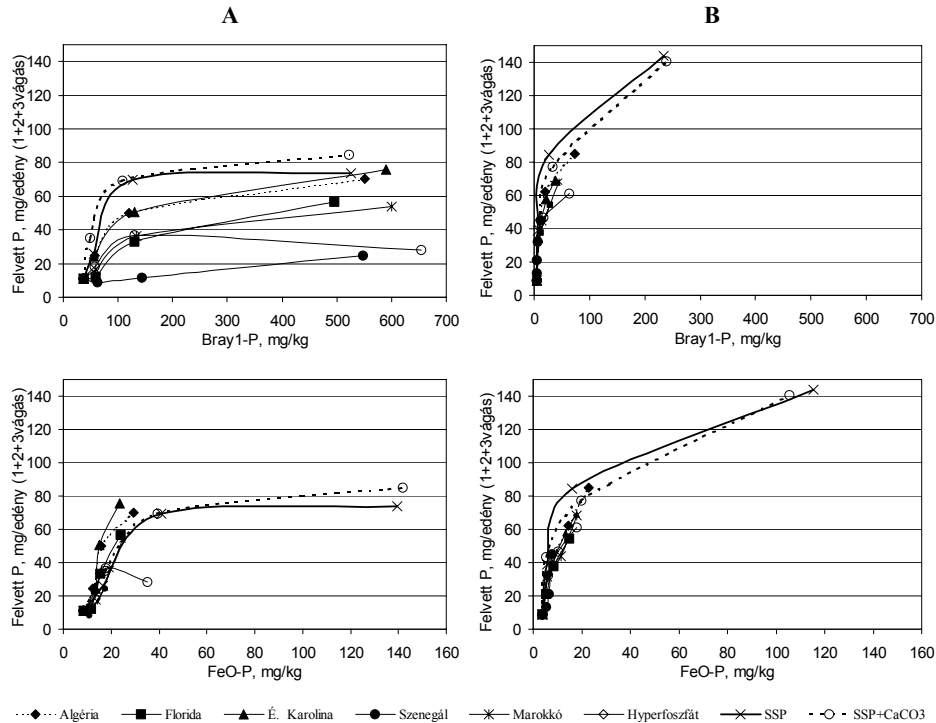 A
B
Felvett P, mg/edény (1+2+3vágás)
140
120
100
80
60
40
20
0
0 100 200 300 400 500 600 700
Bray1-P, mg/kg
Felvett P, mg/edény (1+2+3vágás)
140
120
100
80
60
40
20
0
0 100 200 300 400 500 600 700
Bray1-P, mg/kg
Felvett P, mg/edény (1+2+3vágás)
140
120
100
80
60
40
20
0
0 20 40 60 80 100 120 140 160
FeO-P, mg/kg
Felvett P, mg/edény (1+2+3vágás)
140
120
100
80
60
40
20
0
0 20 40 60 80 100 120 140 160
FeO-P, mg/kg
Algéria Florida É. Karolina Szenegál Marokkó Hyperfoszfát SSP SSP+CaCO3